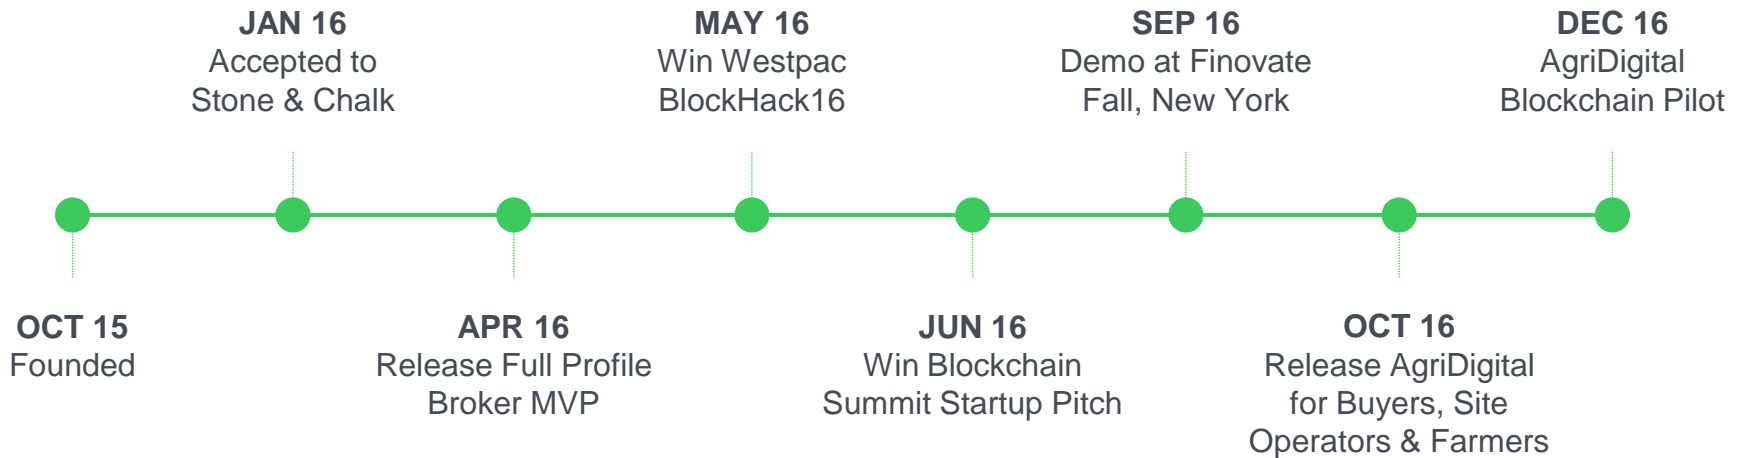 JAN 16
Accepted to
Stone & Chalk
MAY 16
Win Westpac
BlockHack16
SEP 16
Demo at Finovate
Fall, New York
DEC 16
AgriDigital
Blockchain Pilot
OCT 15
Founded
APR 16
Release Full Profile
Broker MVP
JUN 16
Win Blockchain
Summit Startup Pitch
OCT 16
Release AgriDigital
for Buyers, Site
Operators & Farmers